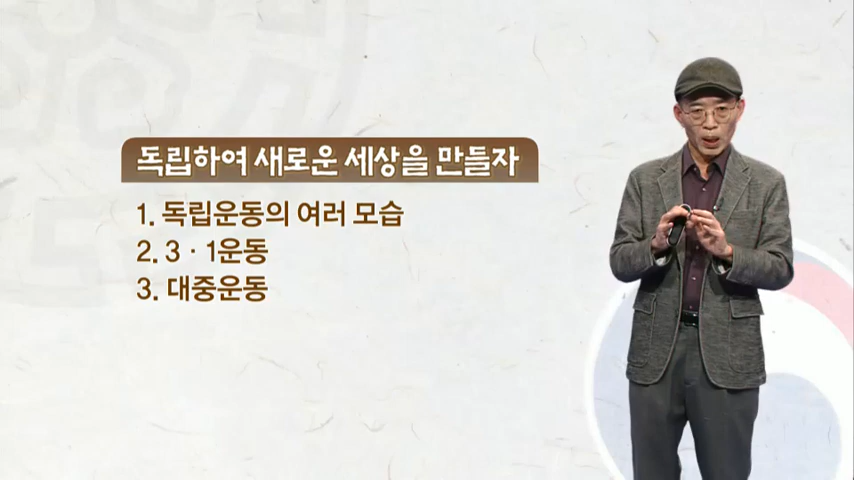 독립하여 새로운 세상을 만들자
1. 독립운동의 여러 모습
2. 3·1운동
3. 대중운동